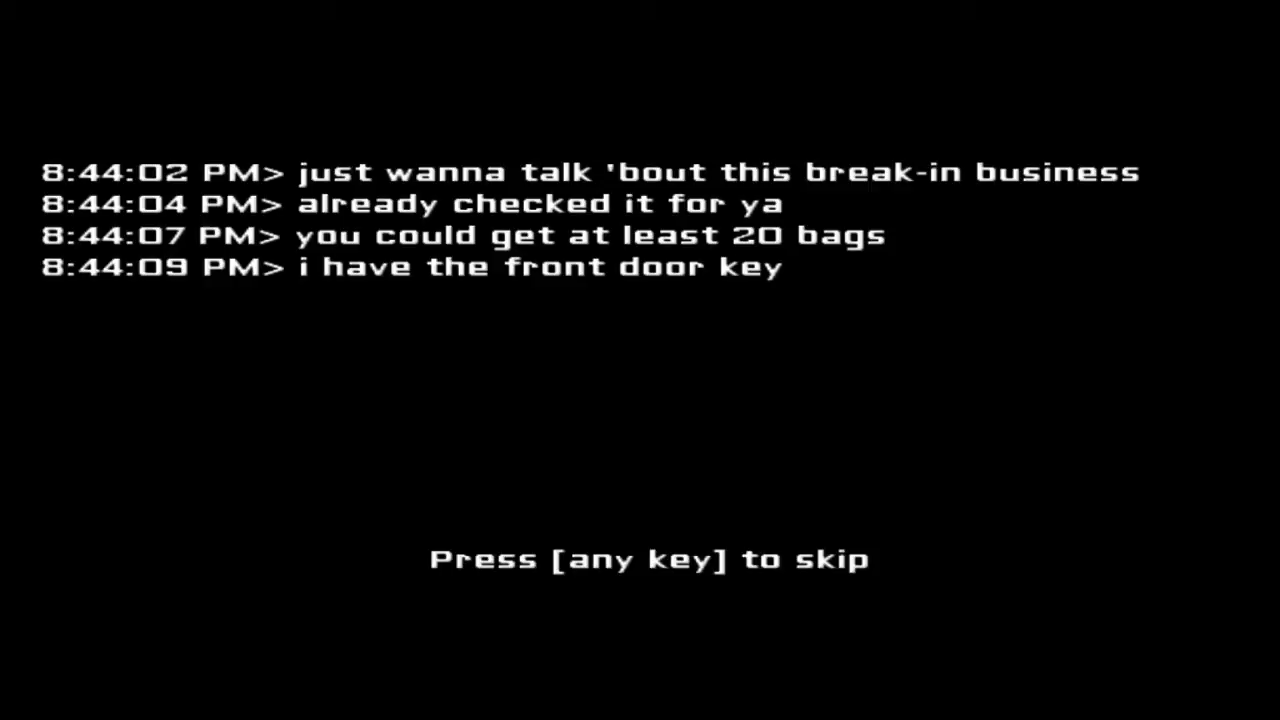 8:44:02 PM> just wanna talk 'bout this break-in business
8:44:04 PM> already checked it for ya
8:44:07 PM> you could get at least 20 bags
8:44:09 PM> i have the front door key
Press [any key] to skip